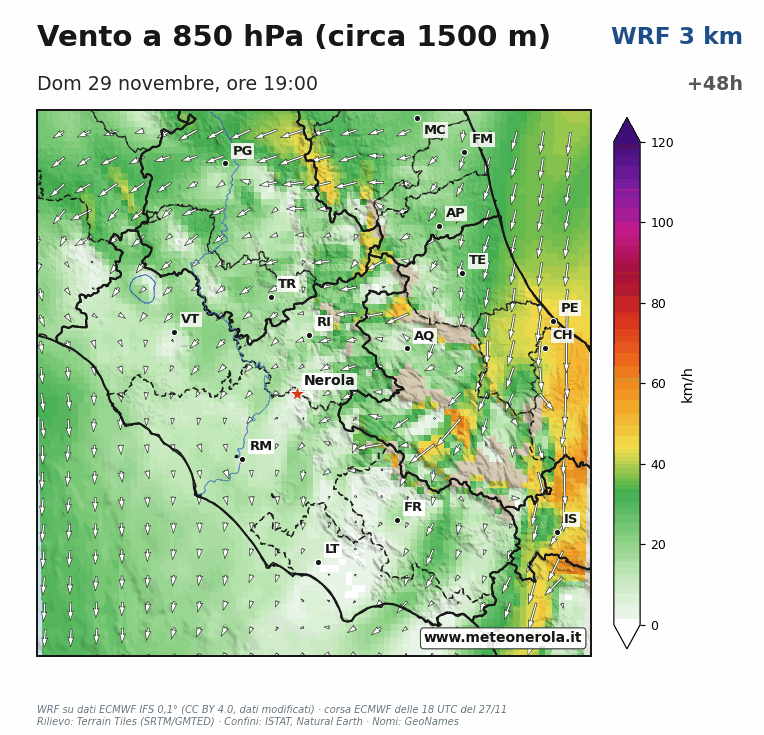 Vento a 850 hPa (circa 1500 m)
WRF 3 km
Dom 29 novembre, ore 19:00
+48h
MC
FM
PG
AP
TE
TR
PE
VT
RI
AQ
CH
Nerola
RM
FR
IS
LT
www.meteonerola.it
120
100
80
60
40
20
0
km/h
WRF su dati ECMWF IFS 0,1° (CC BY 4.0, dati modificati) · corsa ECMWF delle 18 UTC del 27/11
Rilievo: Terrain Tiles (SRTM/GMTED) · Confini: ISTAT, Natural Earth · Nomi: GeoNames